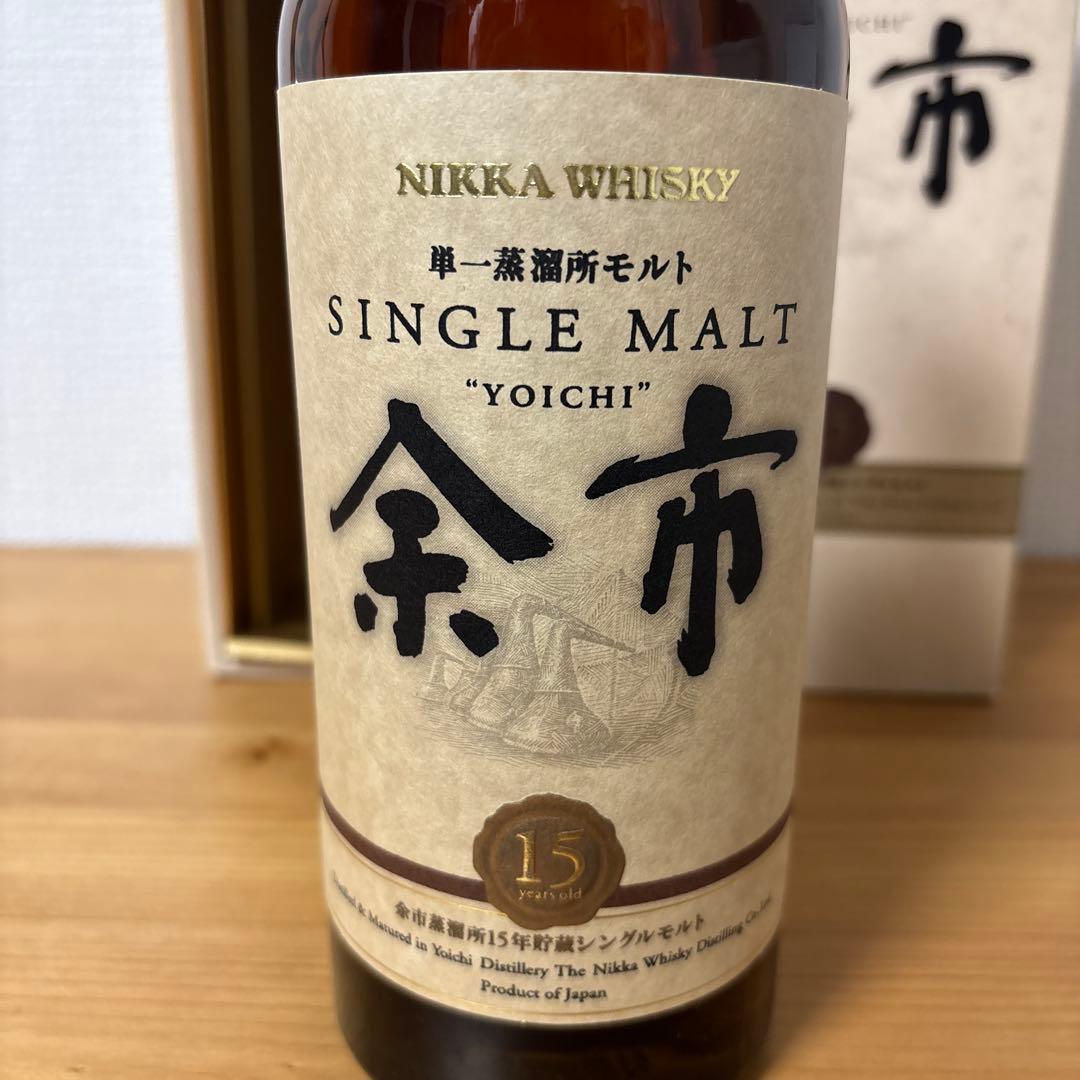 NIKKA WHISKY
単一蒸溜所モルト
SINGLE MALT
“YOICHI”
余市
15
years old
余市蒸溜所15年貯蔵シングルモルト
& Matured in Yoichi Distillery The Nikka Whisky Distilling Co., Ltd.
Product of Japan
市